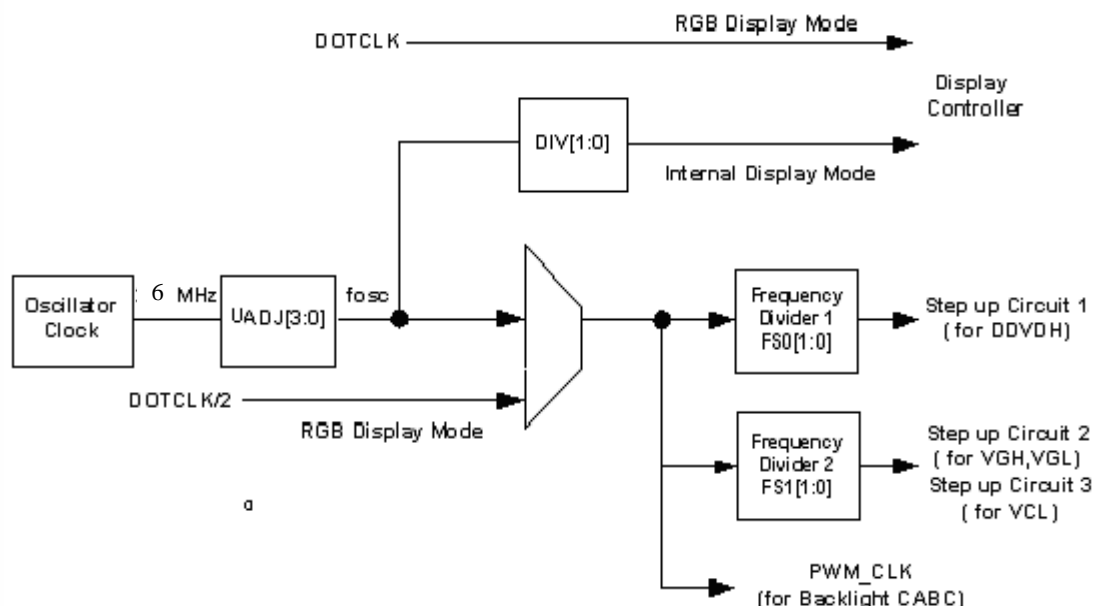 RGB Display Mode
DOTCLK
Display
Controller
DIV[1:0]
Internal Display Mode
Oscillator
Clock
: 6 MHz
UADJ[3:0]
fosc
Frequency
Divider 1
FS0[1:0]
Step up Circuit 1
( for DDVDH)
DOTCLK/2
RGB Display Mode
Frequency
Divider 2
FS1[1:0]
Step up Circuit 2
( for VGH,VGL)
Step up Circuit 3
( for VCL)
a
PWM_CLK
(for Backlight CABC)